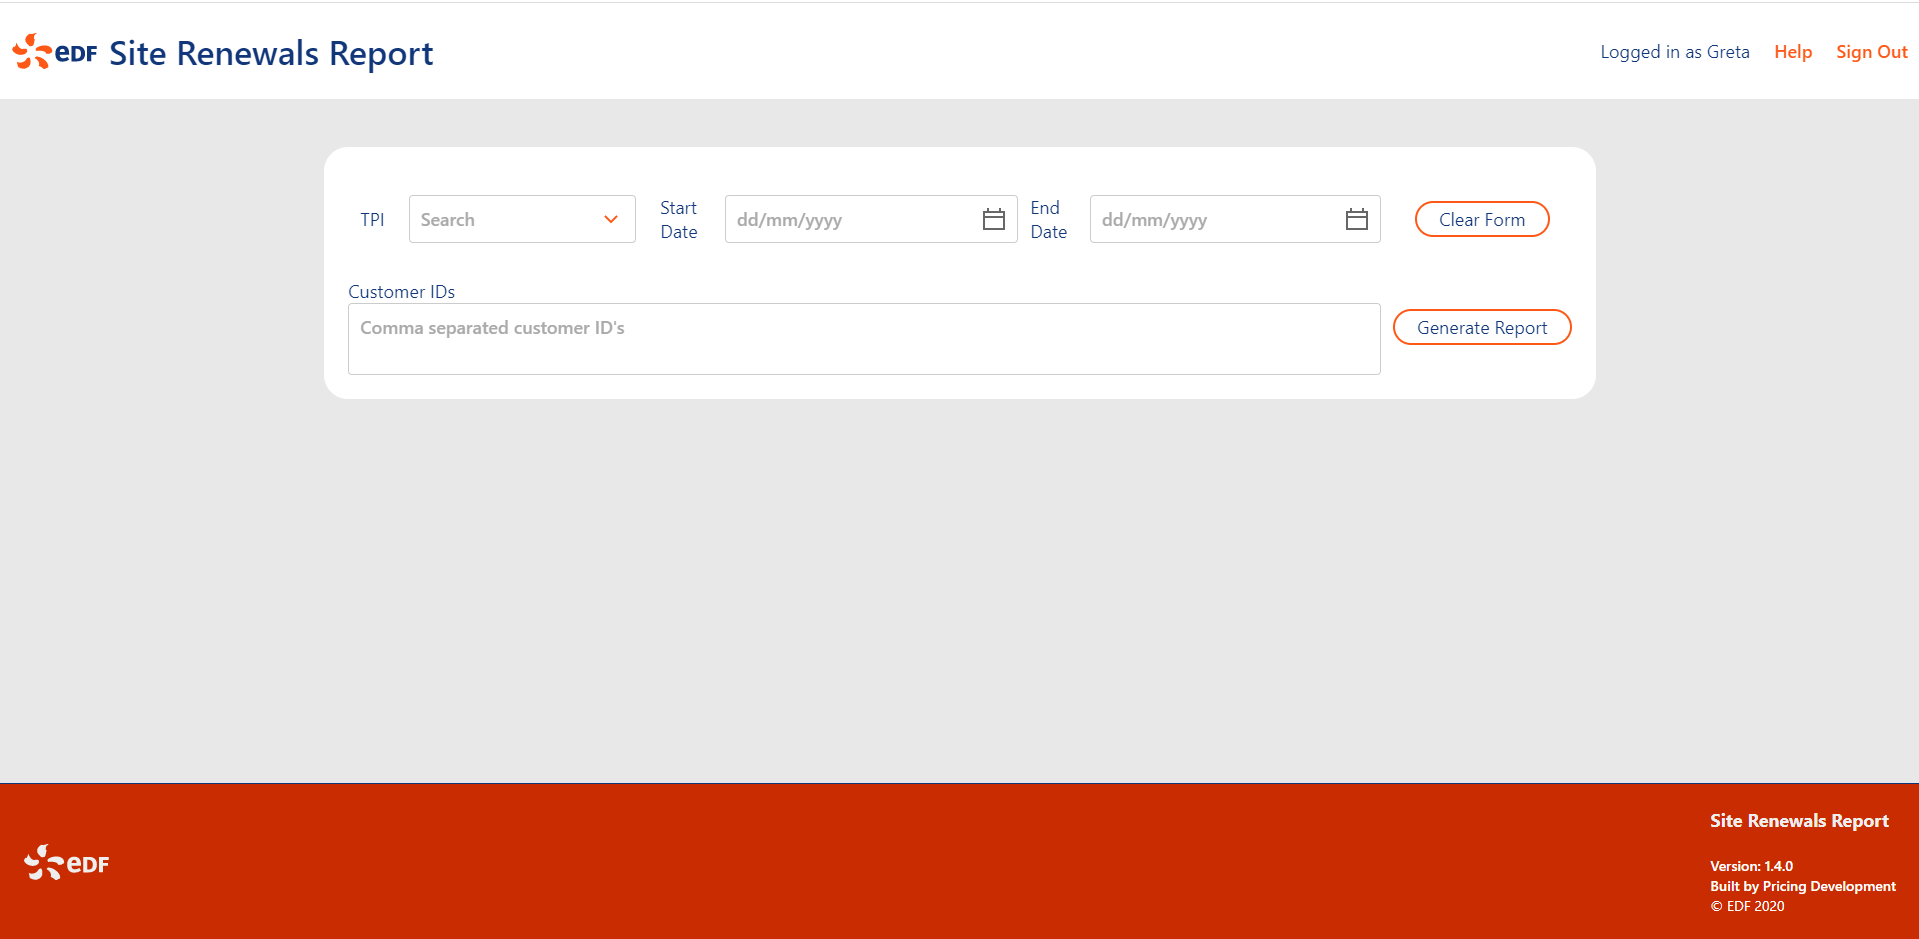 EDF Site Renewals Report
Logged in as Greta Help Sign Out
TPI Search Start Date dd/mm/yyyy End Date dd/mm/yyyy Clear Form
Customer IDs
Comma separated customer ID's Generate Report
EDF
Site Renewals Report
Version: 1.4.0
Built by Pricing Development
© EDF 2020